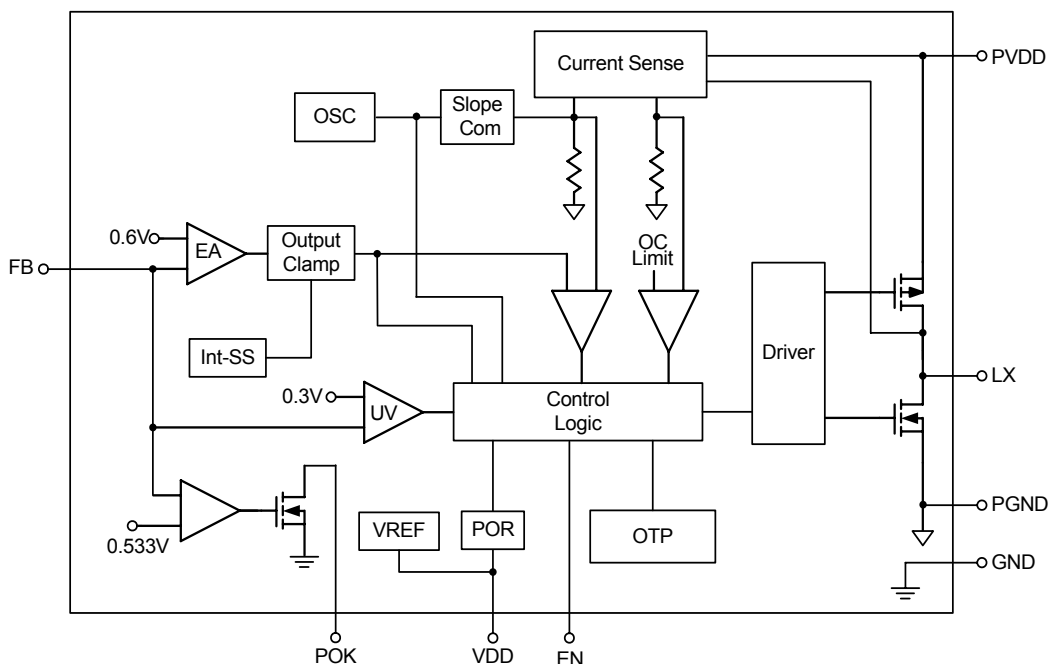 PVDD
Current Sense
OSC
Slope
Com
0.6V
EA
Output
Clamp
FB
OC
Limit
Int-SS
Driver
LX
0.3V
UV
Control
Logic
0.533V
VREF
POR
OTP
PGND
GND
POK
VDD
EN